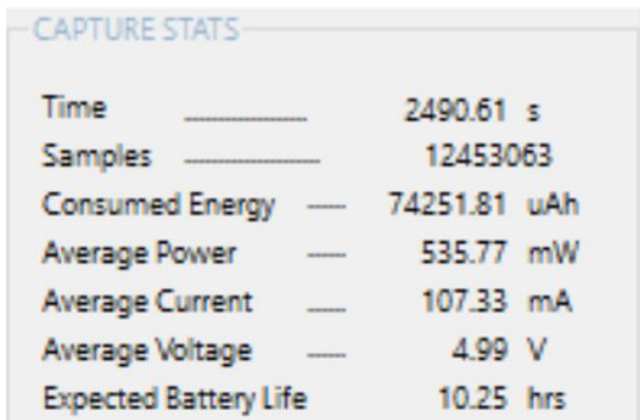 CAPTURE STATS
Time 2490.61 s
Samples 12453063
Consumed Energy 74251.81 uAh
Average Power 535.77 mW
Average Current 107.33 mA
Average Voltage 4.99 V
Expected Battery Life 10.25 hrs